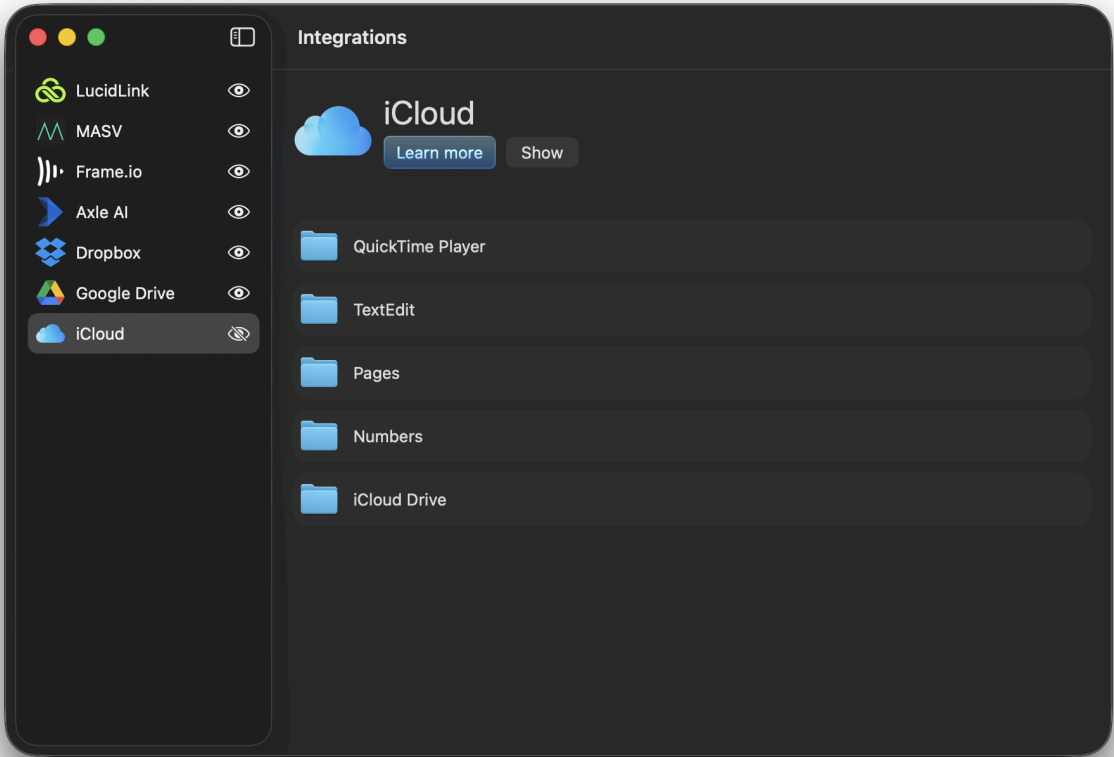 Integrations
LucidLink
MASV
Frame.io
Axle AI
Dropbox
Google Drive
iCloud
iCloud
Learn more
Show
QuickTime Player
TextEdit
Pages
Numbers
iCloud Drive